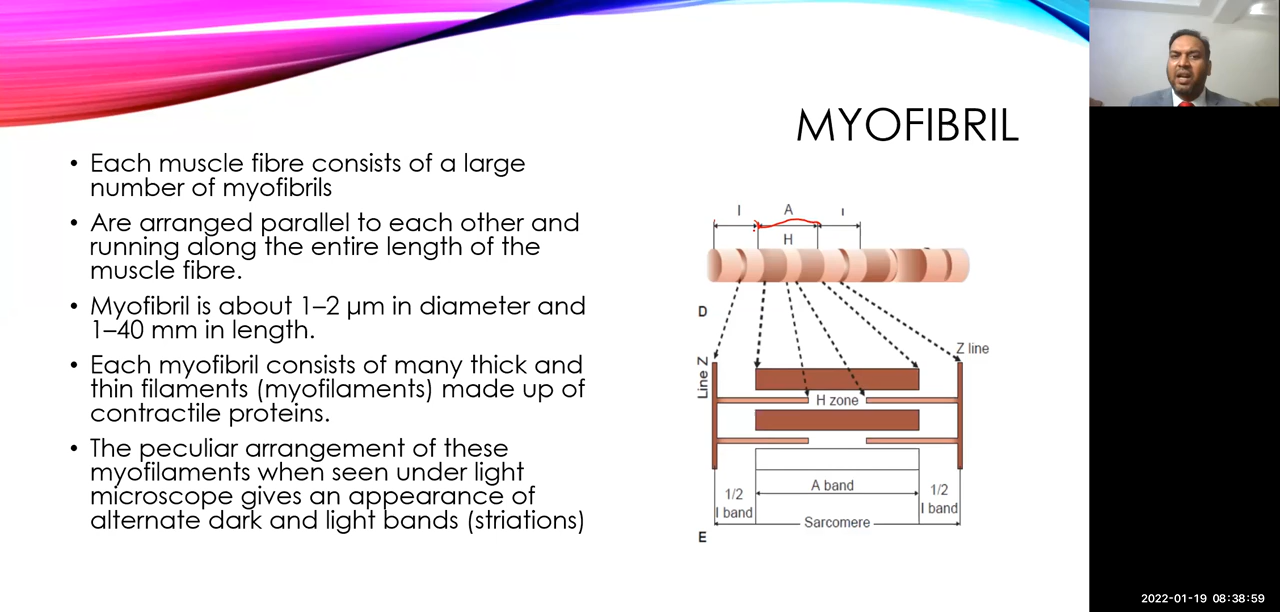 MYOFIBRIL
• Each muscle fibre consists of a large
number of myofibrils
• Are arranged parallel to each other and
running along the entire length of the
muscle fibre.
• Myofibril is about 1–2 μm in diameter and
1–40 mm in length.
• Each myofibril consists of many thick and
thin filaments (myofilaments) made up of
contractile proteins.
• The peculiar arrangement of these
myofilaments when seen under light
microscope gives an appearance of
alternate dark and light bands (striations)
I A I
H
D
Line Z
Z line
H zone
A band
1/2
I band
1/2
I band
Sarcomere
E
2022-01-19 08:38:59